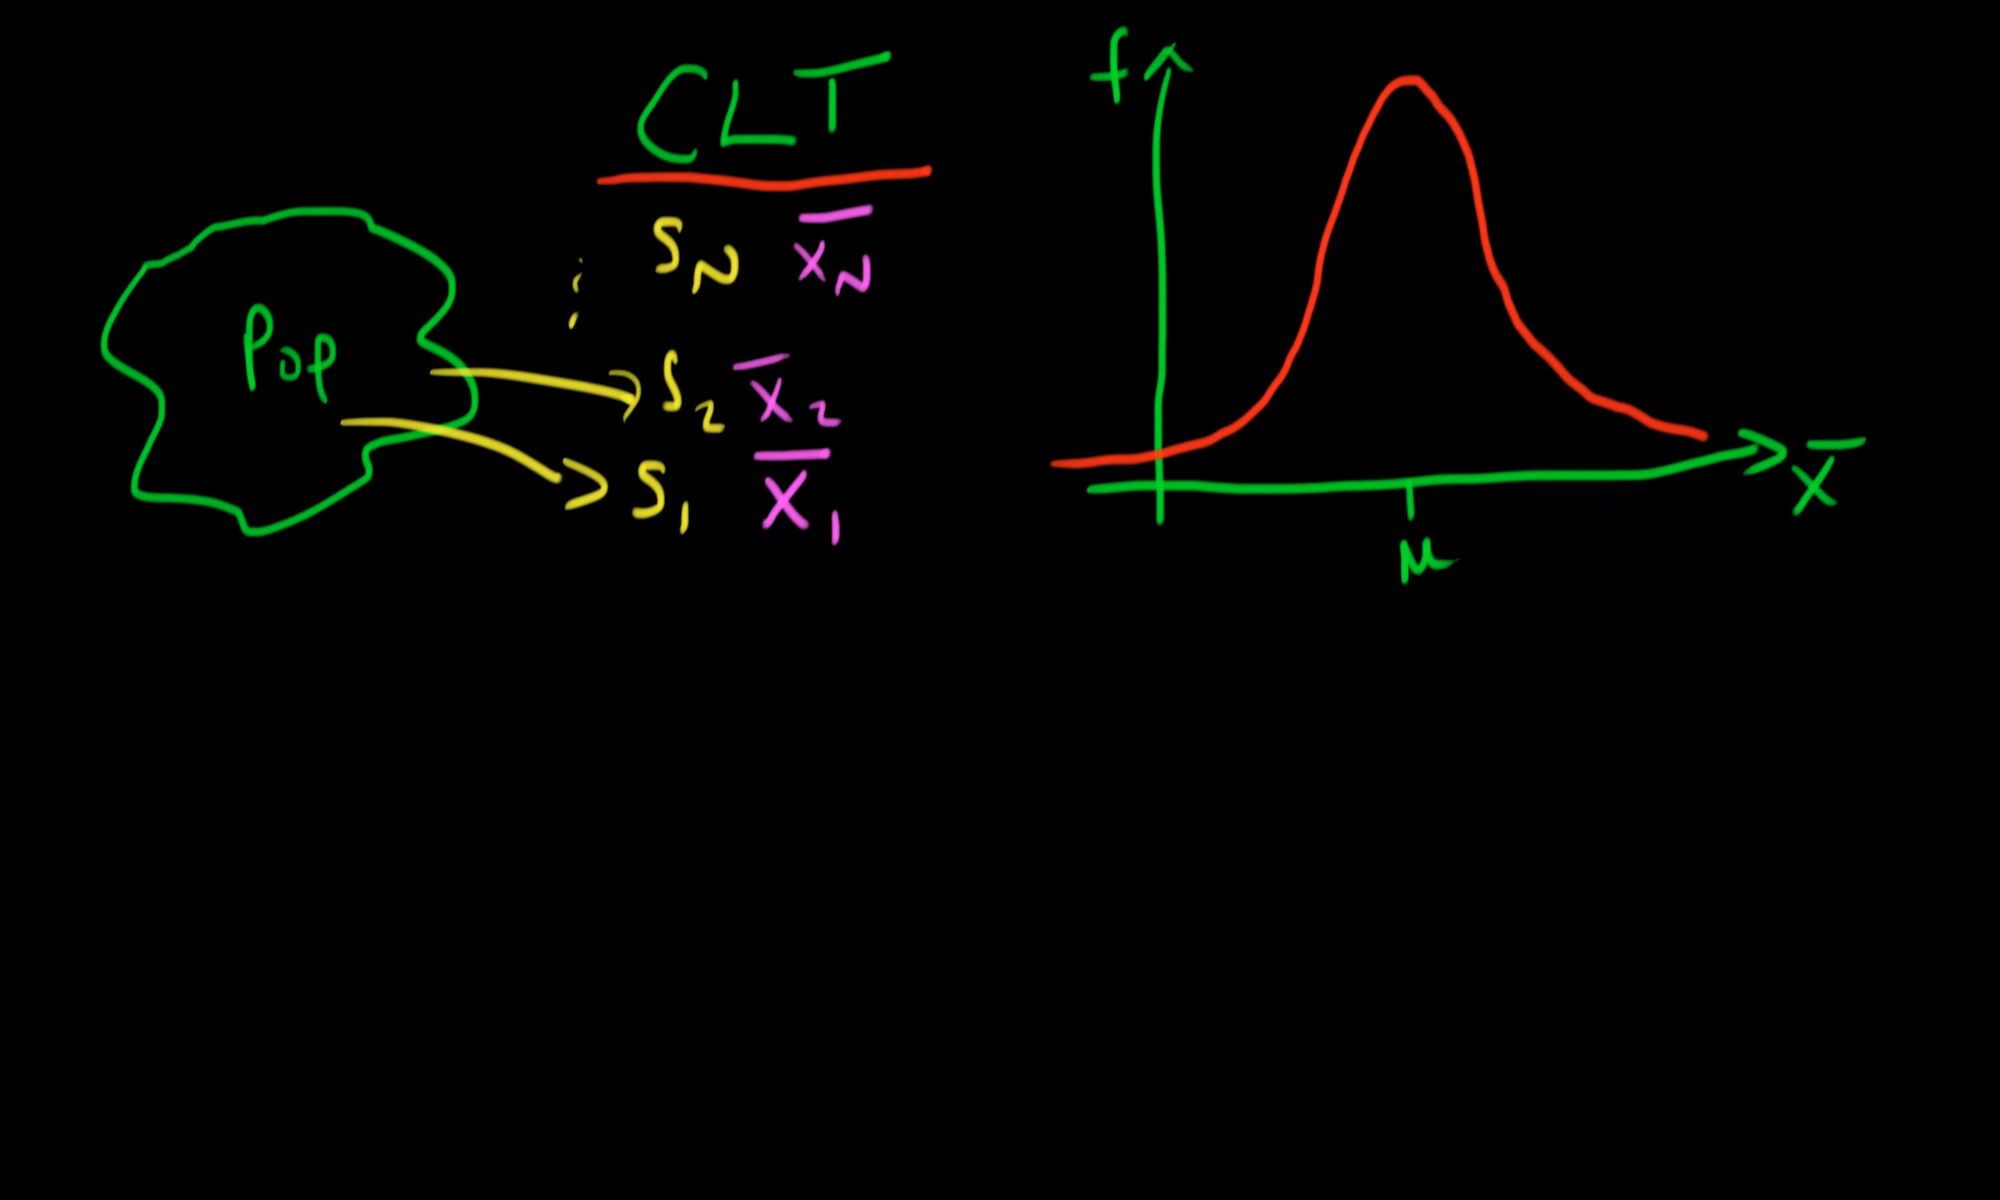 CLT
S_N x̄_N
Pop
S_2 x̄_2
S_1 x̄_1
f
x̄
μ